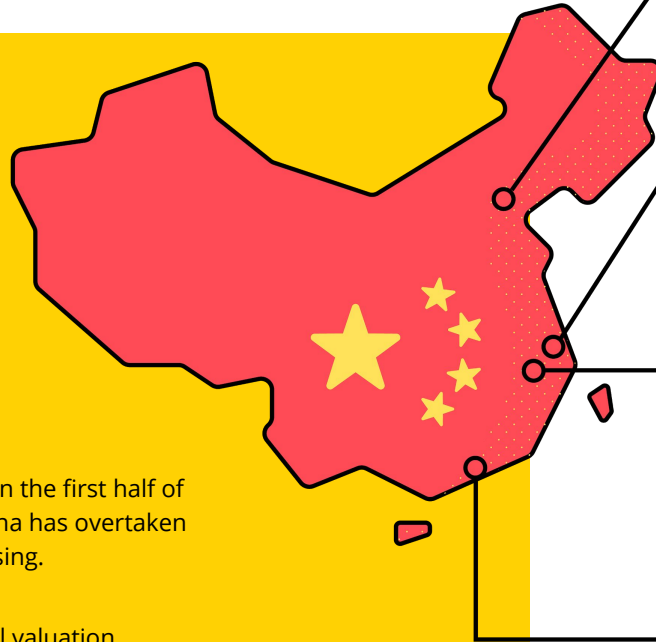 n the first half of
na has overtaken
sing.
l valuation